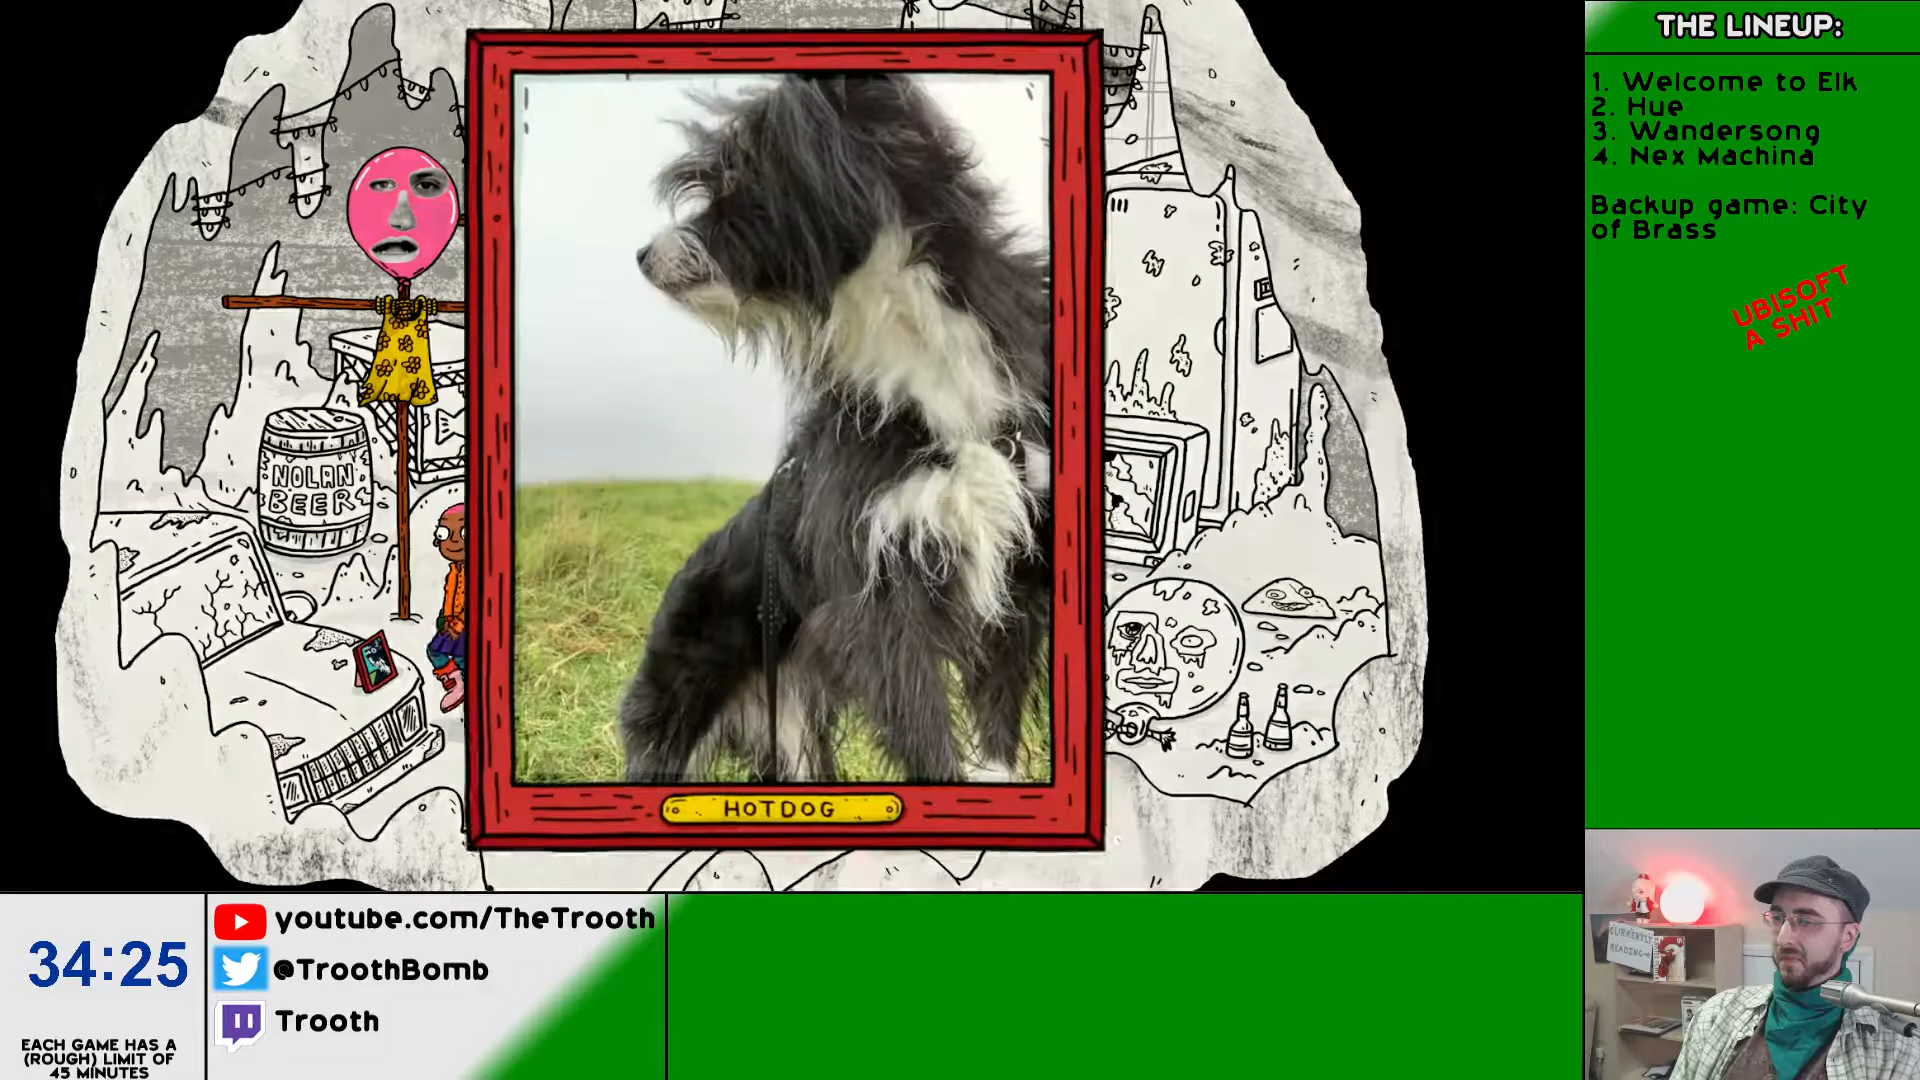 THE LINEUP:
1. Welcome to Elk
2. Hue
3. Wandersong
4. Nex Machina
Backup game: City
of Brass
UBISOFT
A SHIT
NOLAN
BEER
HOTDOG
CURRENTLY
READING→
34:25
EACH GAME HAS A
(ROUGH) LIMIT OF
45 MINUTES
youtube.com/TheTrooth
@TroothBomb
Trooth